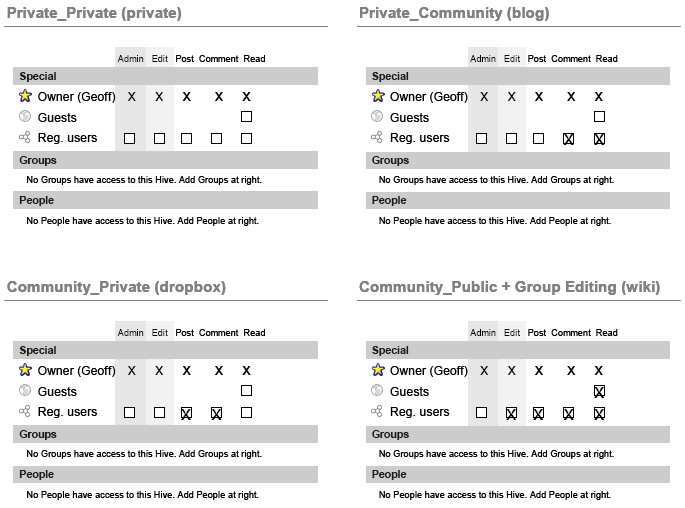 Private_Private (private)
Admin Edit Post Comment Read
Special
Owner (Geoff) X X X X X
Guests
Reg. users
Groups
No Groups have access to this Hive. Add Groups at right.
People
No People have access to this Hive. Add People at right.
Private_Community (blog)
Admin Edit Post Comment Read
Special
Owner (Geoff) X X X X X
Guests
Reg. users X X
Groups
No Groups have access to this Hive. Add Groups at right.
People
No People have access to this Hive. Add People at right.
Community_Private (dropbox)
Admin Edit Post Comment Read
Special
Owner (Geoff) X X X X X
Guests
Reg. users X X
Groups
No Groups have access to this Hive. Add Groups at right.
People
No People have access to this Hive. Add People at right.
Community_Public + Group Editing (wiki)
Admin Edit Post Comment Read
Special
Owner (Geoff) X X X X X
Guests X
Reg. users X X X X
Groups
No Groups have access to this Hive. Add Groups at right.
People
No People have access to this Hive. Add People at right.